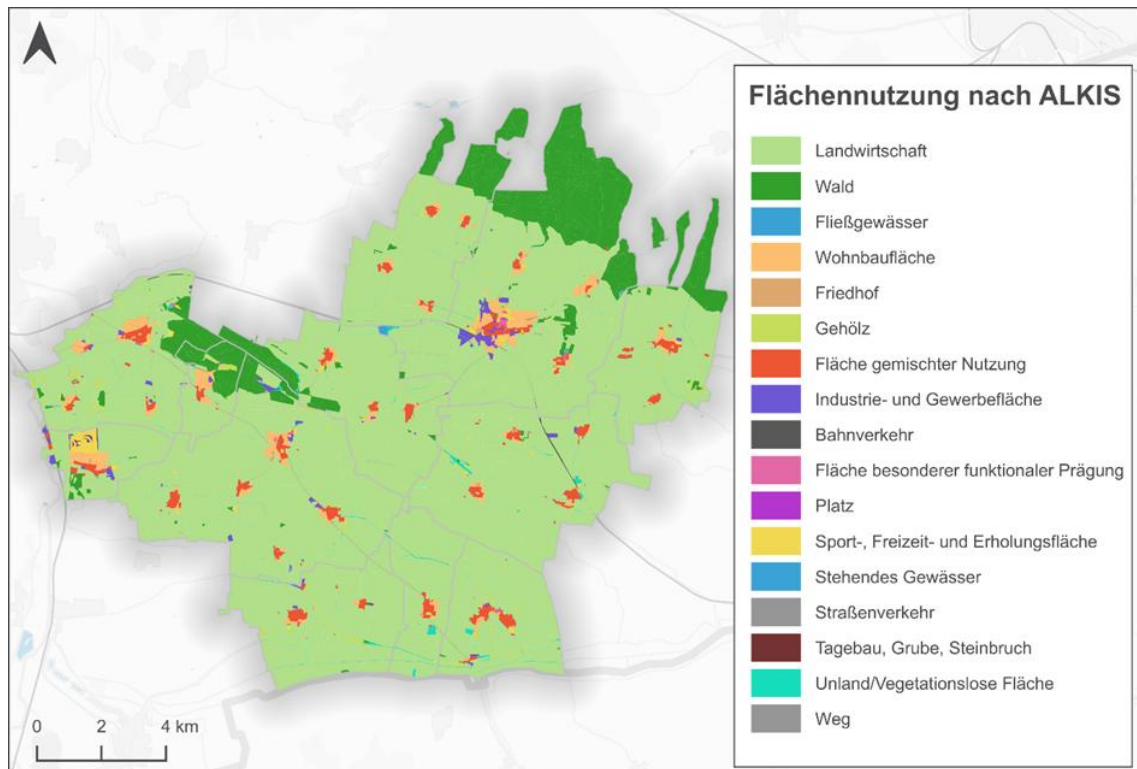 Flächennutzung nach ALKIS
Landwirtschaft
Wald
Fließgewässer
Wohnbaufläche
Friedhof
Gehölz
Fläche gemischter Nutzung
Industrie- und Gewerbefläche
Bahnverkehr
Fläche besonderer funktionaler Prägung
Platz
Sport-, Freizeit- und Erholungsfläche
Stehendes Gewässer
Straßenverkehr
Tagebau, Grube, Steinbruch
Unland/Vegetationslose Fläche
Weg
0 2 4 km